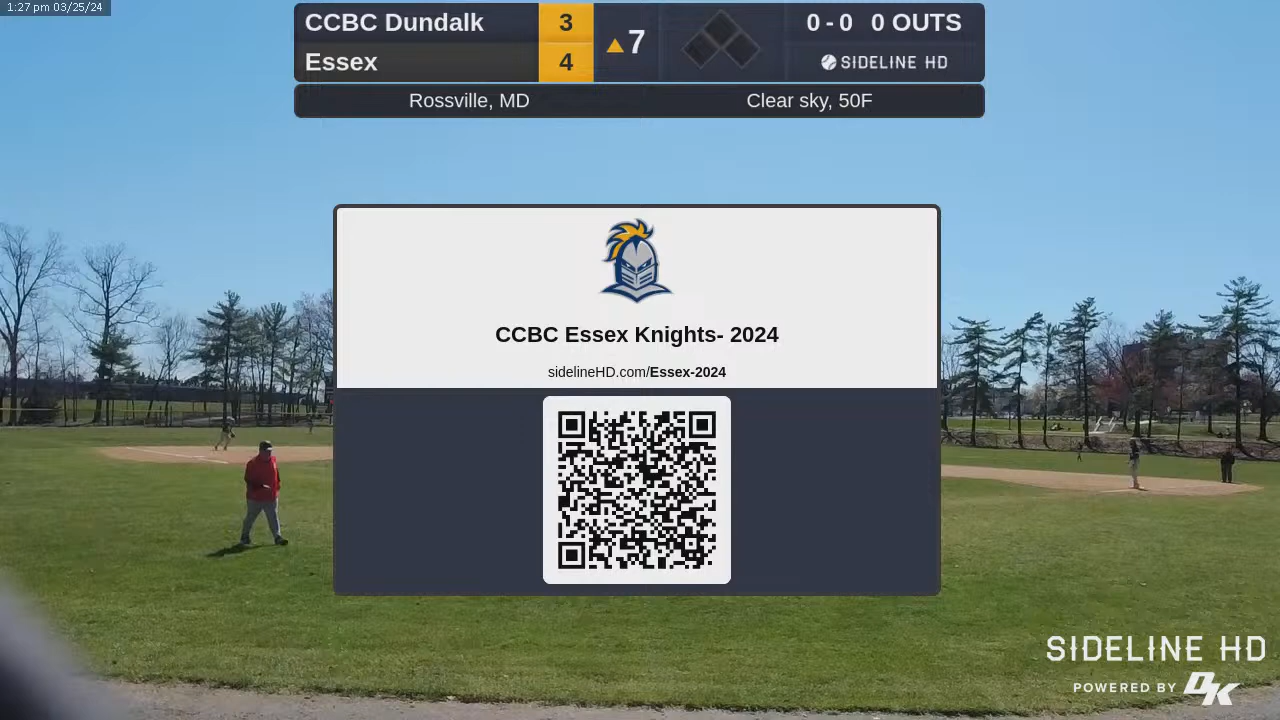 1:27 pm 03/25/24
CCBC Dundalk 3
Essex 4
▲7
0 - 0 0 OUTS
SIDELINE HD
Rossville, MD
Clear sky, 50F
CCBC Essex Knights- 2024
sidelineHD.com/Essex-2024
SIDELINE HD
POWERED BY DK